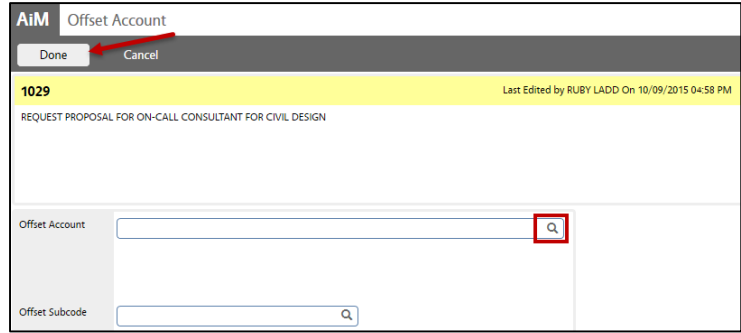 AiM Offset Account
Done Cancel
1029 Last Edited by RUBY LADD On 10/09/2015 04:58 PM
REQUEST PROPOSAL FOR ON-CALL CONSULTANT FOR CIVIL DESIGN
Offset Account
Offset Subcode